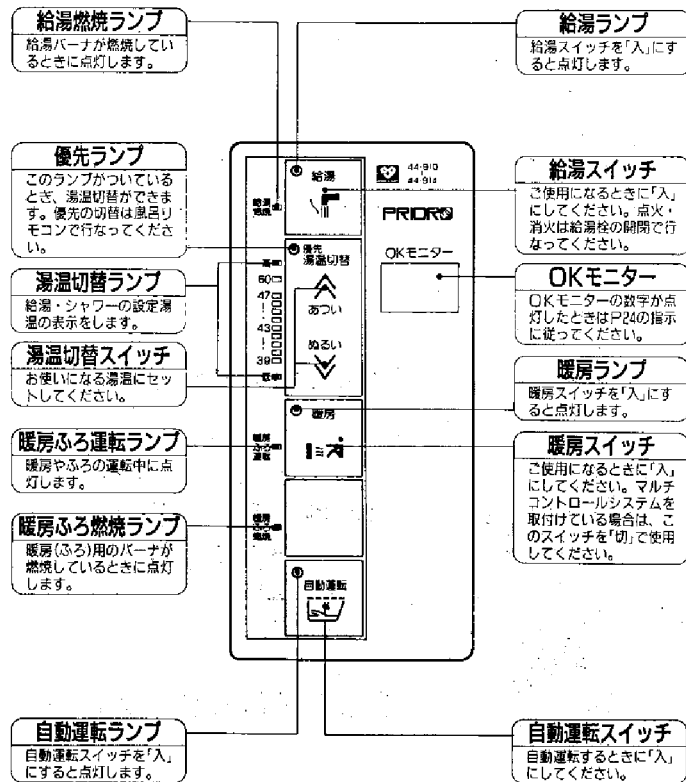 給湯燃焼ランプ
給湯バーナが燃焼してい
るときに点灯します。
優先ランプ
このランプがついている
とき、湯温切替ができま
す。優先の切替は風呂リ
モコンで行なってくださ
い。
湯温切替ランプ
給湯・シャワーの設定湯
温の表示をします。
湯温切替スイッチ
お使いになる湯温にセッ
トしてください。
暖房ふろ運転ランプ
暖房やふろの運転中に点
灯します。
暖房ふろ燃焼ランプ
暖房(ふろ)用のバーナが
燃焼しているときに点灯
します。
自動運転ランプ
自動運転スイッチを「入」
にすると点灯します。
給湯
給湯
燃焼
優先
湯温切替
高
60
47
43
39
低
あつい
ぬるい
暖房
暖房
ふろ
運転
暖房
ふろ
燃焼
自動運転
44-910
44-914
PRIORO
OKモニター
給湯ランプ
給湯スイッチを「入」にす
ると点灯します。
給湯スイッチ
ご使用になるときに「入」
にしてください。点火・
消火は給湯栓の開閉で行
なってください。
OKモニター
OKモニターの数字が点
灯したときはP24の指示
に従ってください。
暖房ランプ
暖房スイッチを「入」にす
ると点灯します。
暖房スイッチ
ご使用になるときに「入」
にしてください。マルチ
コントロールシステムを
取付けている場合は、こ
のスイッチを「切」で使用
してください。
自動運転スイッチ
自動運転するときに「入」
にしてください。